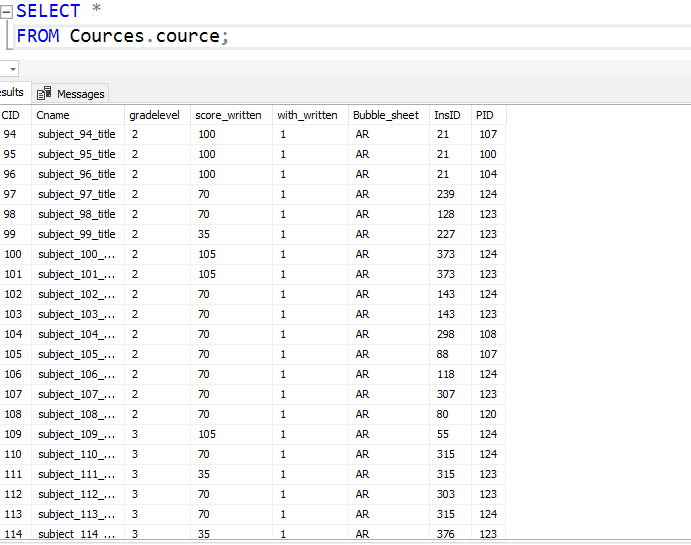 SELECT *
FROM Cources.cource;
esults Messages
CID Cname gradelevel score_written with_written Bubble_sheet InsID PID
94 subject_94_title 2 100 1 AR 21 107
95 subject_95_title 2 100 1 AR 21 100
96 subject_96_title 2 100 1 AR 21 104
97 subject_97_title 2 70 1 AR 239 124
98 subject_98_title 2 70 1 AR 128 123
99 subject_99_title 2 35 1 AR 227 123
100 subject_100_... 2 105 1 AR 373 124
101 subject_101_... 2 105 1 AR 373 123
102 subject_102_... 2 70 1 AR 143 124
103 subject_103_... 2 70 1 AR 143 123
104 subject_104_... 2 70 1 AR 298 108
105 subject_105_... 2 70 1 AR 88 107
106 subject_106_... 2 70 1 AR 118 124
107 subject_107_... 2 70 1 AR 307 123
108 subject_108_... 2 70 1 AR 80 120
109 subject_109_... 3 105 1 AR 55 124
110 subject_110_... 3 70 1 AR 315 124
111 subject_111_... 3 35 1 AR 315 123
112 subject_112_... 3 70 1 AR 303 123
113 subject_113_... 3 70 1 AR 315 124
114 subject_114_... 3 35 1 AR 376 123